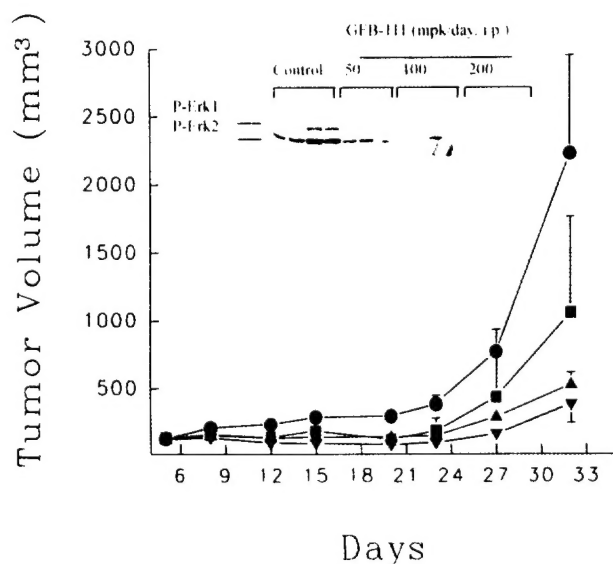 GFB-111 (mpk/day, i.p.)
Control 50 100 200
P-Erk1
P-Erk2
Tumor Volume (mm³)
3000
2500
2000
1500
1000
500
6 9 12 15 18 21 24 27 30 33
Days